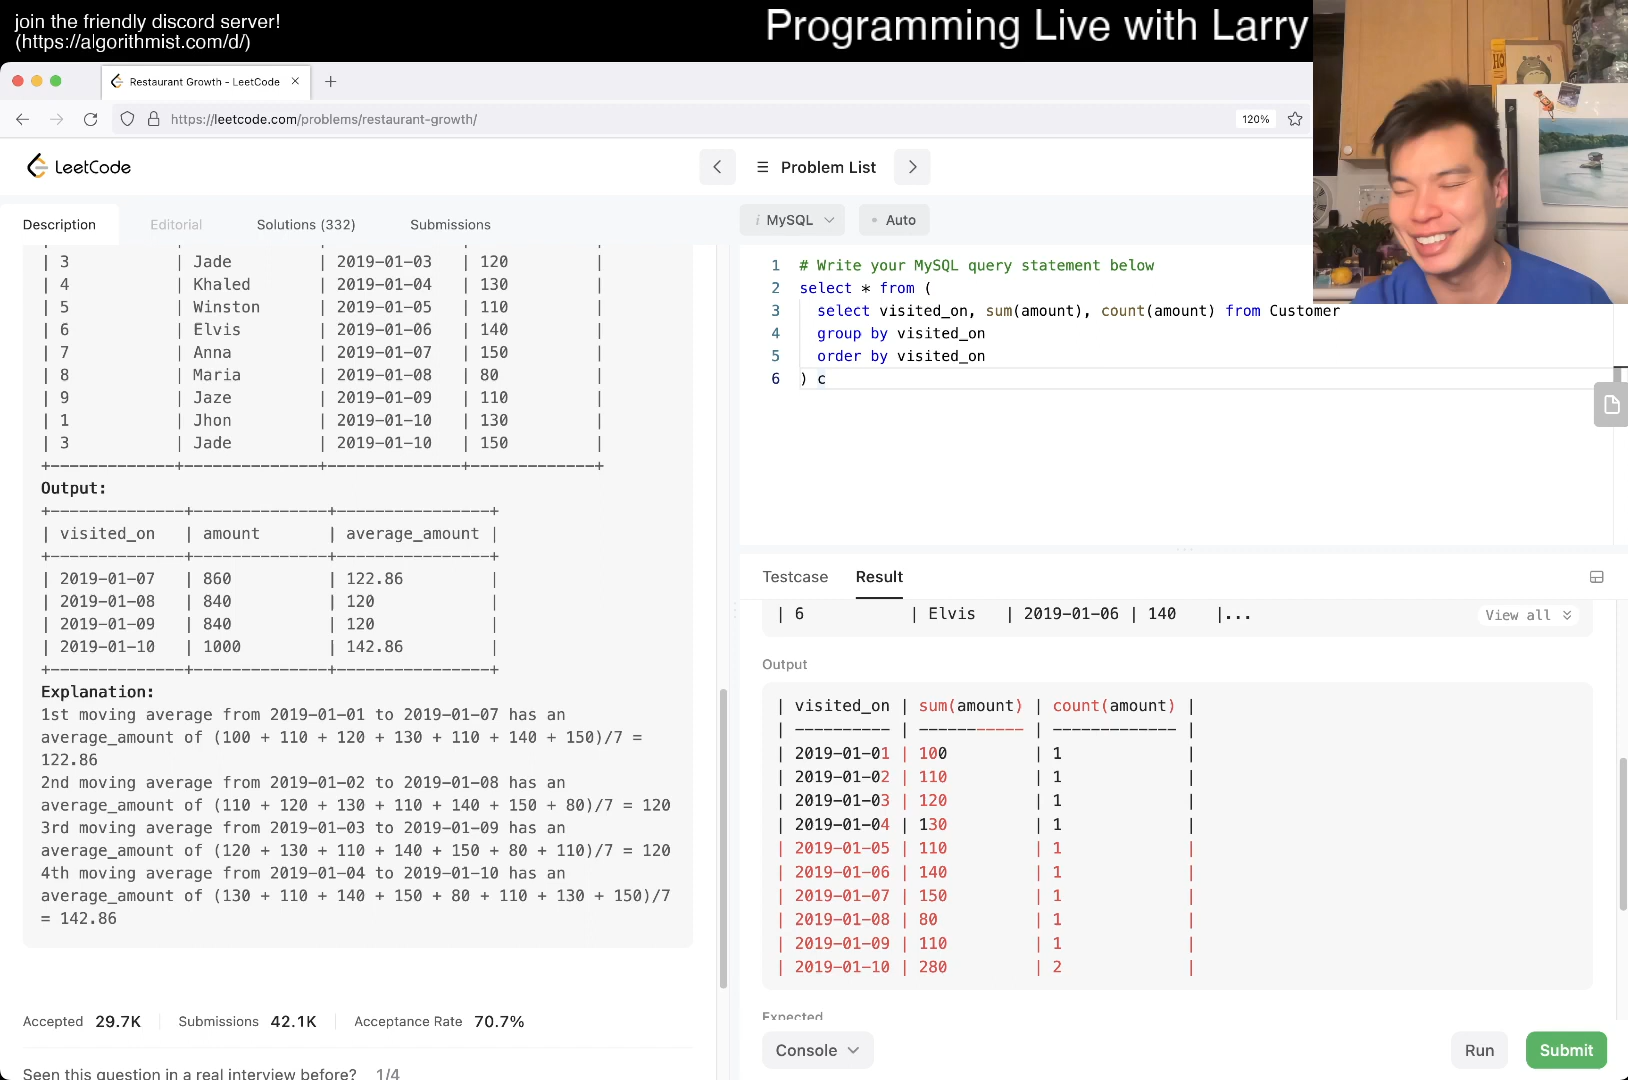 join the friendly discord server!
(https://algorithmist.com/d/)
Programming Live with Larry
Restaurant Growth - LeetCode
https://leetcode.com/problems/restaurant-growth/
120%
LeetCode
Problem List
Description Editorial Solutions (332) Submissions
| 3 | Jade | 2019-01-03 | 120 |
| 4 | Khaled | 2019-01-04 | 130 |
| 5 | Winston | 2019-01-05 | 110 |
| 6 | Elvis | 2019-01-06 | 140 |
| 7 | Anna | 2019-01-07 | 150 |
| 8 | Maria | 2019-01-08 | 80 |
| 9 | Jaze | 2019-01-09 | 110 |
| 1 | Jhon | 2019-01-10 | 130 |
| 3 | Jade | 2019-01-10 | 150 |
+-------------+--------------+--------------+-------------+
Output:
+--------------+--------------+----------------+
| visited_on | amount | average_amount |
+--------------+--------------+----------------+
| 2019-01-07 | 860 | 122.86 |
| 2019-01-08 | 840 | 120 |
| 2019-01-09 | 840 | 120 |
| 2019-01-10 | 1000 | 142.86 |
+--------------+--------------+----------------+
Explanation:
1st moving average from 2019-01-01 to 2019-01-07 has an
average_amount of (100 + 110 + 120 + 130 + 110 + 140 + 150)/7 =
122.86
2nd moving average from 2019-01-02 to 2019-01-08 has an
average_amount of (110 + 120 + 130 + 110 + 140 + 150 + 80)/7 = 120
3rd moving average from 2019-01-03 to 2019-01-09 has an
average_amount of (120 + 130 + 110 + 140 + 150 + 80 + 110)/7 = 120
4th moving average from 2019-01-04 to 2019-01-10 has an
average_amount of (130 + 110 + 140 + 150 + 80 + 110 + 130 + 150)/7
= 142.86
Accepted 29.7K Submissions 42.1K Acceptance Rate 70.7%
Seen this question in a real interview before? 1/4
i MySQL Auto
1 # Write your MySQL query statement below
2 select * from (
3 select visited_on, sum(amount), count(amount) from Customer
4 group by visited_on
5 order by visited_on
6 ) c
Testcase Result
| 6 | Elvis | 2019-01-06 | 140 |...
View all
Output
| visited_on | sum(amount) | count(amount) |
| ---------- | ----------- | ------------- |
| 2019-01-01 | 100 | 1 |
| 2019-01-02 | 110 | 1 |
| 2019-01-03 | 120 | 1 |
| 2019-01-04 | 130 | 1 |
| 2019-01-05 | 110 | 1 |
| 2019-01-06 | 140 | 1 |
| 2019-01-07 | 150 | 1 |
| 2019-01-08 | 80 | 1 |
| 2019-01-09 | 110 | 1 |
| 2019-01-10 | 280 | 2 |
Expected
Console Run Submit